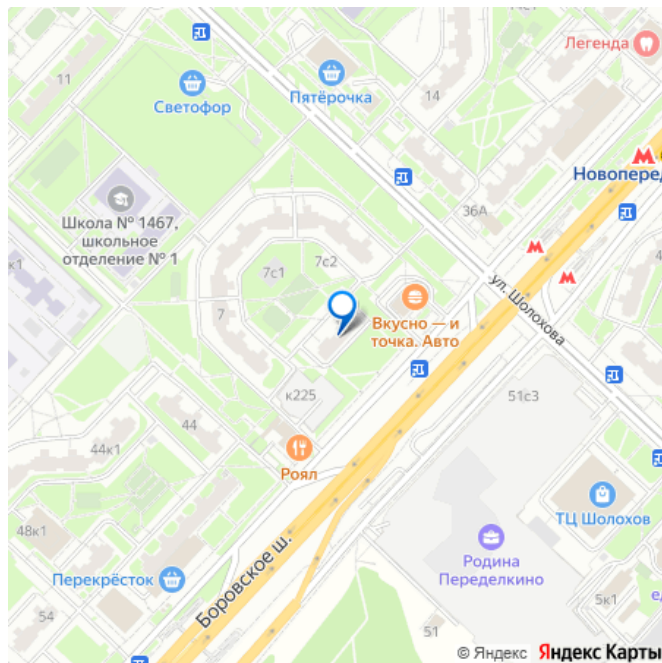 Легенда
11
Светофор
Пятёрочка
14
Новоперед
Школа № 1467,
школьное
отделение № 1
36А
к1
7с1
7с2
4
7
Вкусно — и
точка. Авто
ул. Шолохова
к225
51с3
44
44к1
Роял
ТЦ Шолохов
48к1
Родина
Переделкино
Перекрёсток
Боровское ш.
5к1
ед
54
51
© Яндекс Яндекс Карты